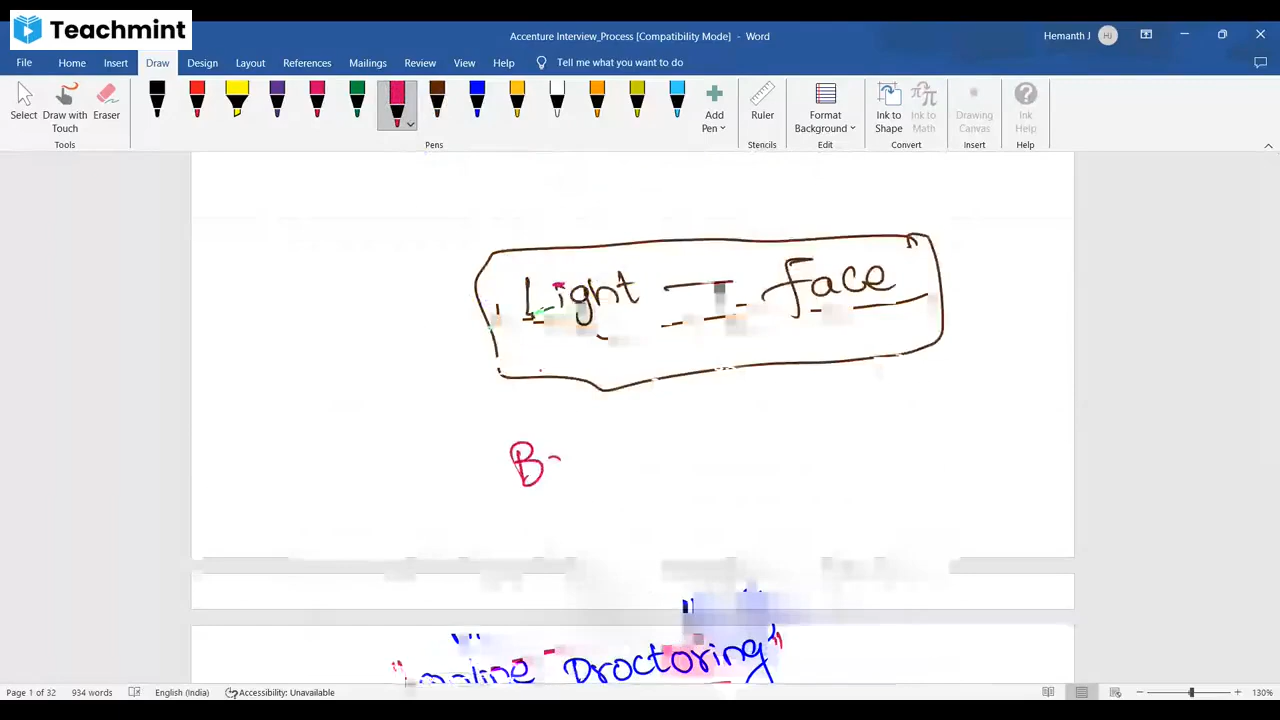 Teachmint
Accenture Interview_Process [Compatibility Mode] - Word
Hemanth J
HJ
File Home Insert Draw Design Layout References Mailings Review View Help Tell me what you want to do
Select
Draw with Touch
Eraser
Add Pen
Ruler
Format Background
Ink to Shape
Ink to Math
Drawing Canvas
Ink Help
Tools Pens Stencils Edit Convert Insert Help
Light - face
B
Proctoring"
Page 1 of 32 934 words English (India) Accessibility: Unavailable 130%